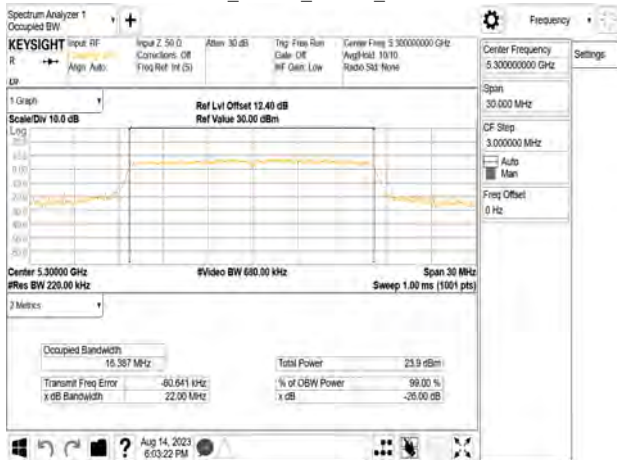 Spectrum Analyzer 1
Occupied BW
+
Frequency
KEYSIGHT
Input: RF
Input Z: 50 Ω
Atten: 30 dB
Trig: Free Run
Center Freq: 5.300000000 GHz
R
Corrections: Off
Gate: Off
Avg|Hold: 10/10
Align: Auto
Freq Ref: Int (S)
#IF Gain: Low
Radio Std: None
1 Graph
Ref Lvl Offset 12.40 dB
Scale/Div 10.0 dB
Ref Value 30.00 dBm
Log
0.00
Center 5.30000 GHz
#Video BW 680.00 kHz
Span 30 MHz
#Res BW 220.00 kHz
Sweep 1.00 ms (1001 pts)
2 Metrics
Occupied Bandwidth
16.387 MHz
Total Power
23.9 dBm
Transmit Freq Error
-60.641 kHz
% of OBW Power
99.00 %
x dB Bandwidth
22.00 MHz
x dB
-26.00 dB
Center Frequency
5.300000000 GHz
Settings
Span
30.000 MHz
CF Step
3.000000 MHz
Auto
Man
Freq Offset
0 Hz
?
Aug 14, 2023
6:03:22 PM